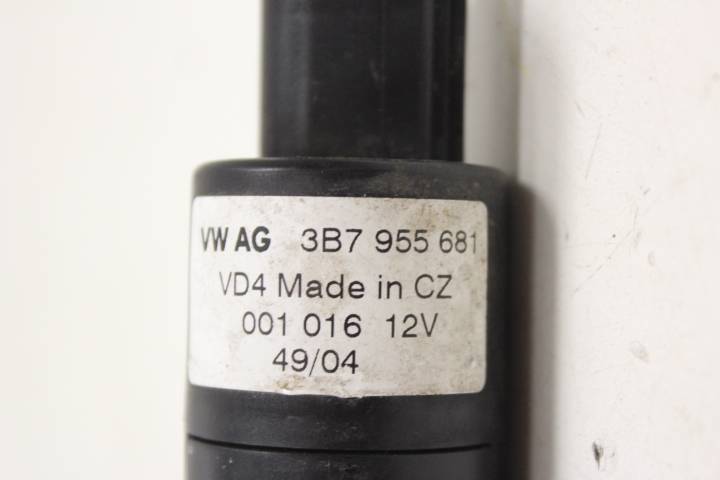 VW AG 3B7 955 681
VD4 Made in CZ
001 016 12V
49/04